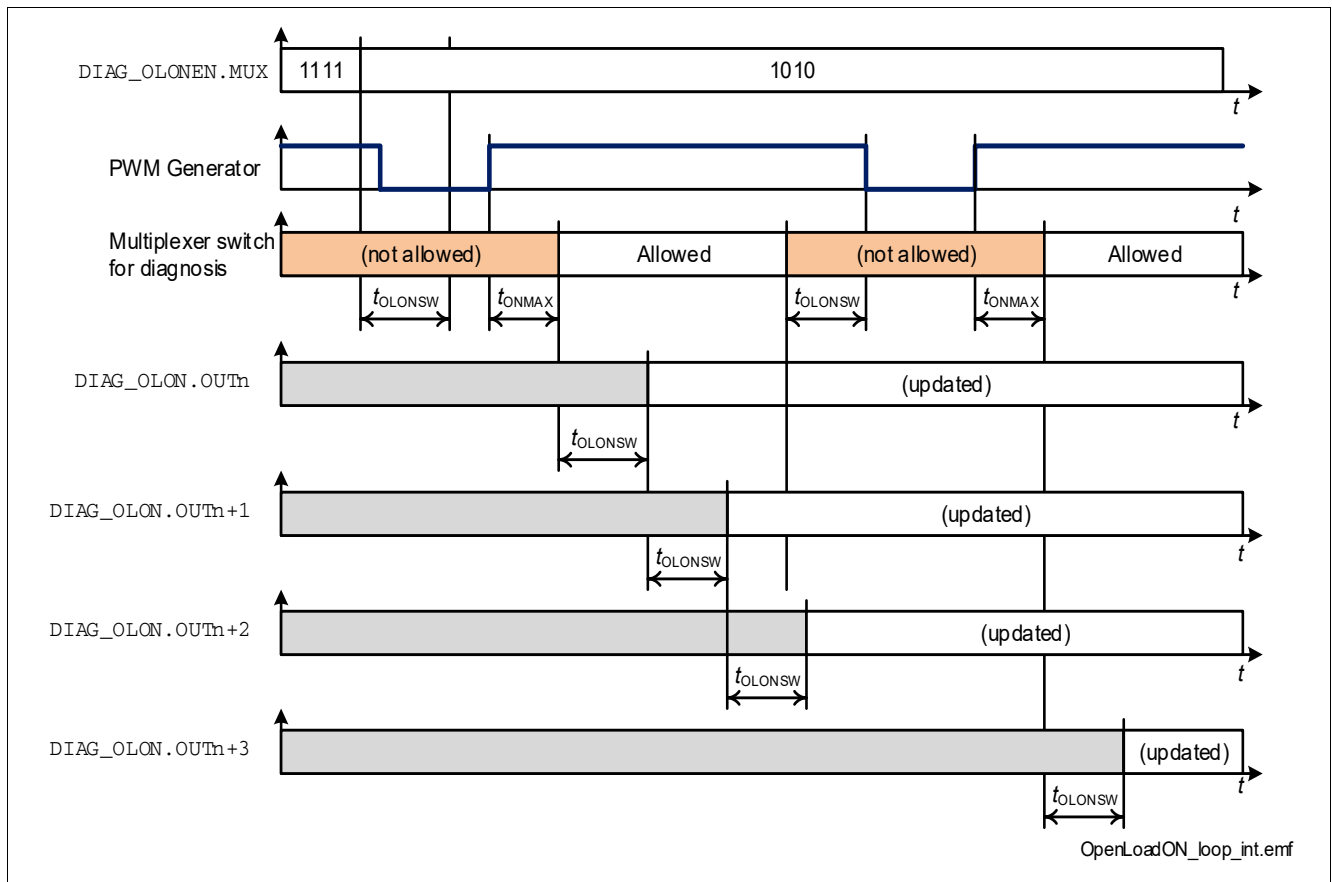 DIAG_OLONEN.MUX
1111
1010
t
PWM Generator
t
Multiplexer switch
for diagnosis
(not allowed)
Allowed
(not allowed)
Allowed
t
tOLONSW
tONMAX
tOLONSW
tONMAX
DIAG_OLON.OUTn
(updated)
t
tOLONSW
DIAG_OLON.OUTn+1
(updated)
t
tOLONSW
DIAG_OLON.OUTn+2
(updated)
t
tOLONSW
DIAG_OLON.OUTn+3
(updated)
t
tOLONSW
OpenLoadON_loop_int.emf